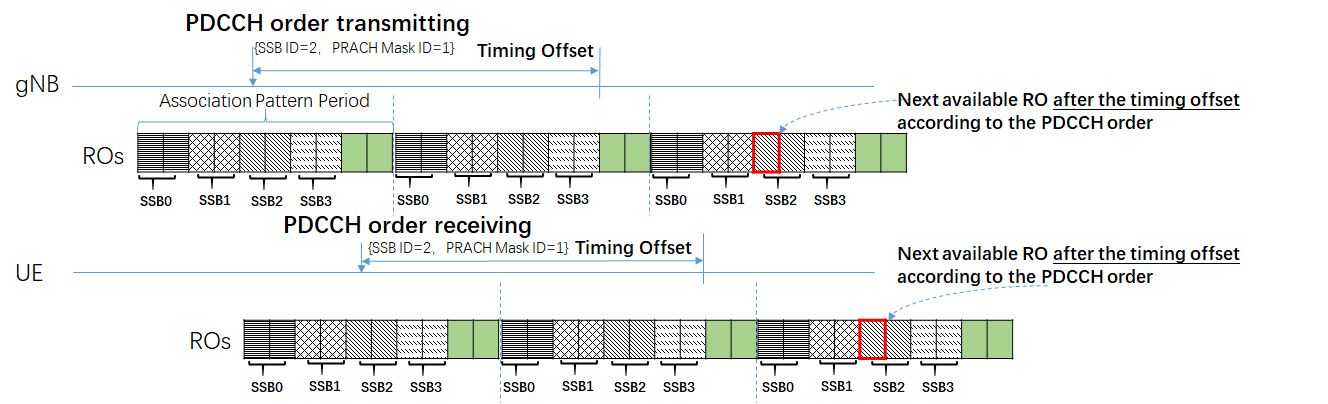 PDCCH order transmitting
{SSB ID=2, PRACH Mask ID=1} Timing Offset
gNB
Association Pattern Period
Next available RO after the timing offset
according to the PDCCH order
ROs
SSB0 SSB1 SSB2 SSB3 SSB0 SSB1 SSB2 SSB3 SSB0 SSB1 SSB2 SSB3
PDCCH order receiving
{SSB ID=2, PRACH Mask ID=1} Timing Offset
UE
Next available RO after the timing offset
according to the PDCCH order
ROs
SSB0 SSB1 SSB2 SSB3 SSB0 SSB1 SSB2 SSB3 SSB0 SSB1 SSB2 SSB3